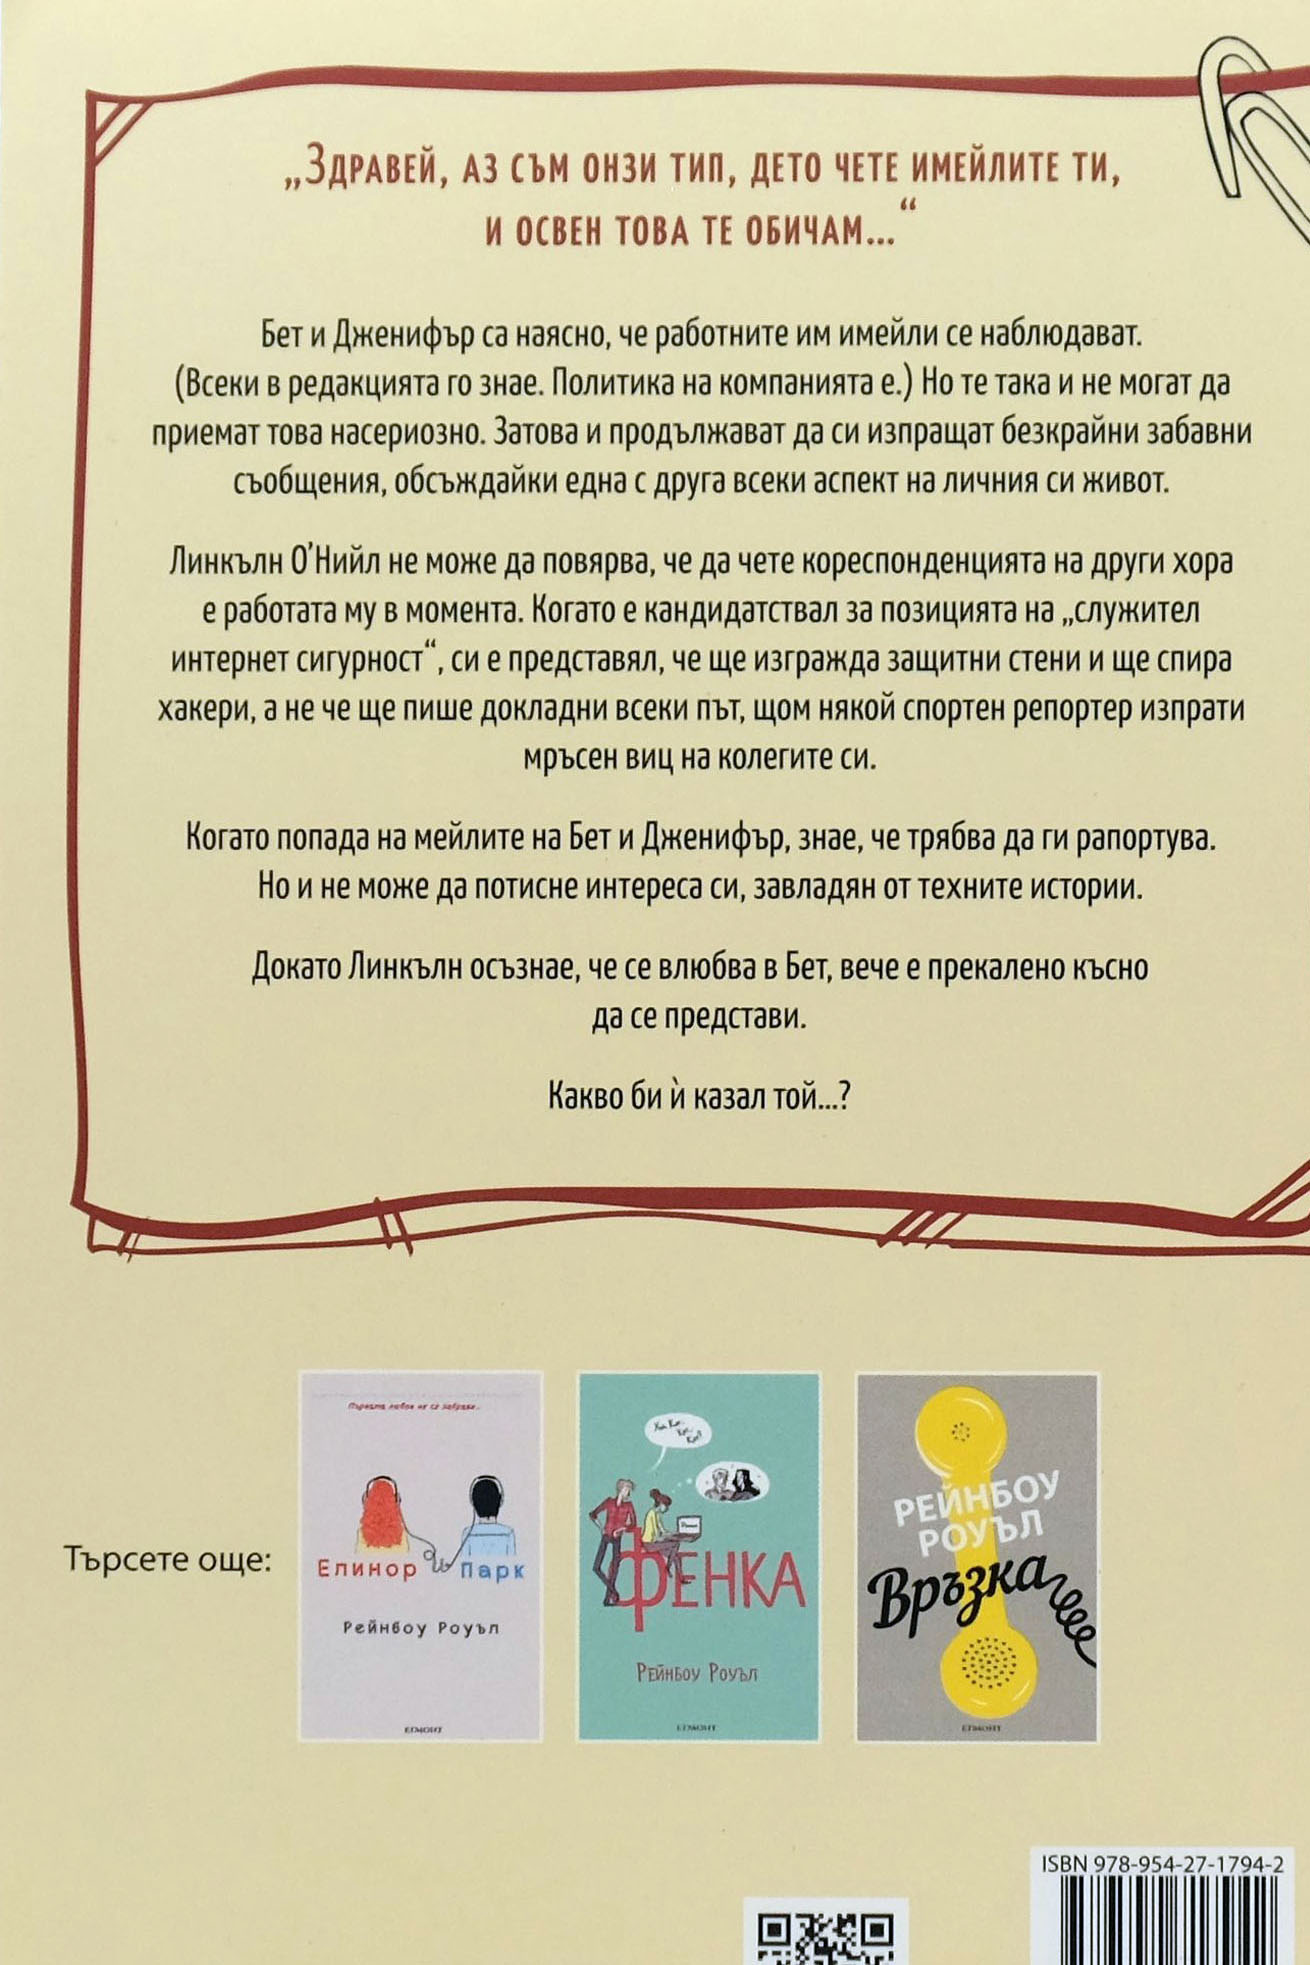 „Здравей, аз съм онзи тип, дето чете имейлите ти,
и освен това те обичам...“
Бет и Дженифър са наясно, че работните им имейли се наблюдават.
(Всеки в редакцията го знае. Политика на компанията е.) Но те така и не могат да
приемат това насериозно. Затова и продължават да си изпращат безкрайни забавни
съобщения, обсъждайки една с друга всеки аспект на личния си живот.
Линкълн О’Нийл не може да повярва, че да чете кореспонденцията на други хора
е работата му в момента. Когато е кандидатствал за позицията на „служител
интернет сигурност“, си е представял, че ще изгражда защитни стени и ще спира
хакери, а не че ще пише докладни всеки път, щом някой спортен репортер изпрати
мръсен виц на колегите си.
Когато попада на мейлите на Бет и Дженифър, знае, че трябва да ги рапортува.
Но и не може да потисне интереса си, завладян от техните истории.
Докато Линкълн осъзнае, че се влюбва в Бет, вече е прекалено късно
да се представи.
Какво би ѝ казал той...?
Търсете още:
Първата любов не се забравя...
Елинор и Парк
Рейнбоу Роуъл
ЕГМОНТ
ФЕНКА
Рейнбоу Роуъл
ЕГМОНТ
РЕЙНБОУ
РОУЪЛ
Връзка
ЕГМОНТ
ISBN 978-954-27-1794-2